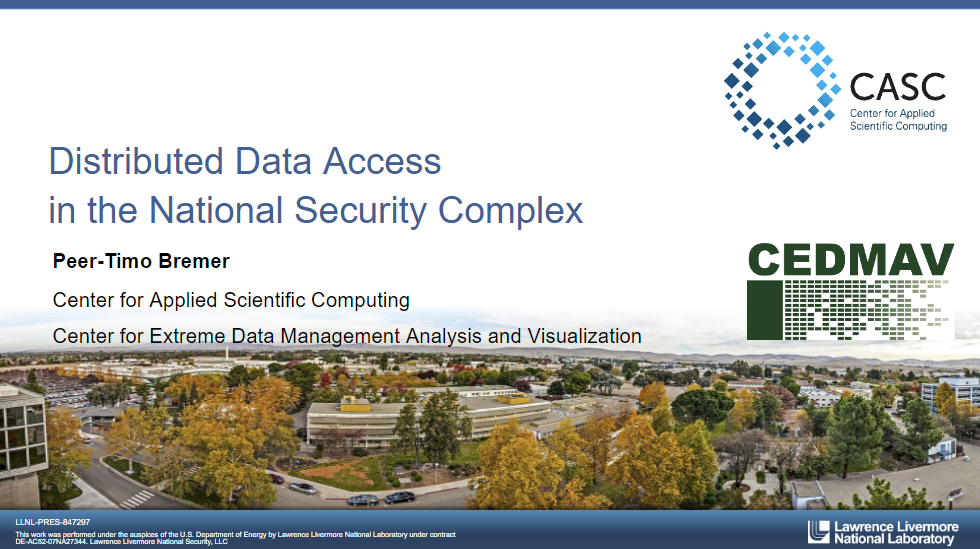 CASC
Center for Applied
Scientific Computing
Distributed Data Access
in the National Security Complex
Peer-Timo Bremer
CEDMAV
Center for Applied Scientific Computing
Center for Extreme Data Management Analysis and Visualization
LLNL-PRES-847297
This work was performed under the auspices of the U.S. Department of Energy by Lawrence Livermore National Laboratory under contract
DE-AC52-07NA27344. Lawrence Livermore National Security, LLC
Lawrence Livermore
National Laboratory